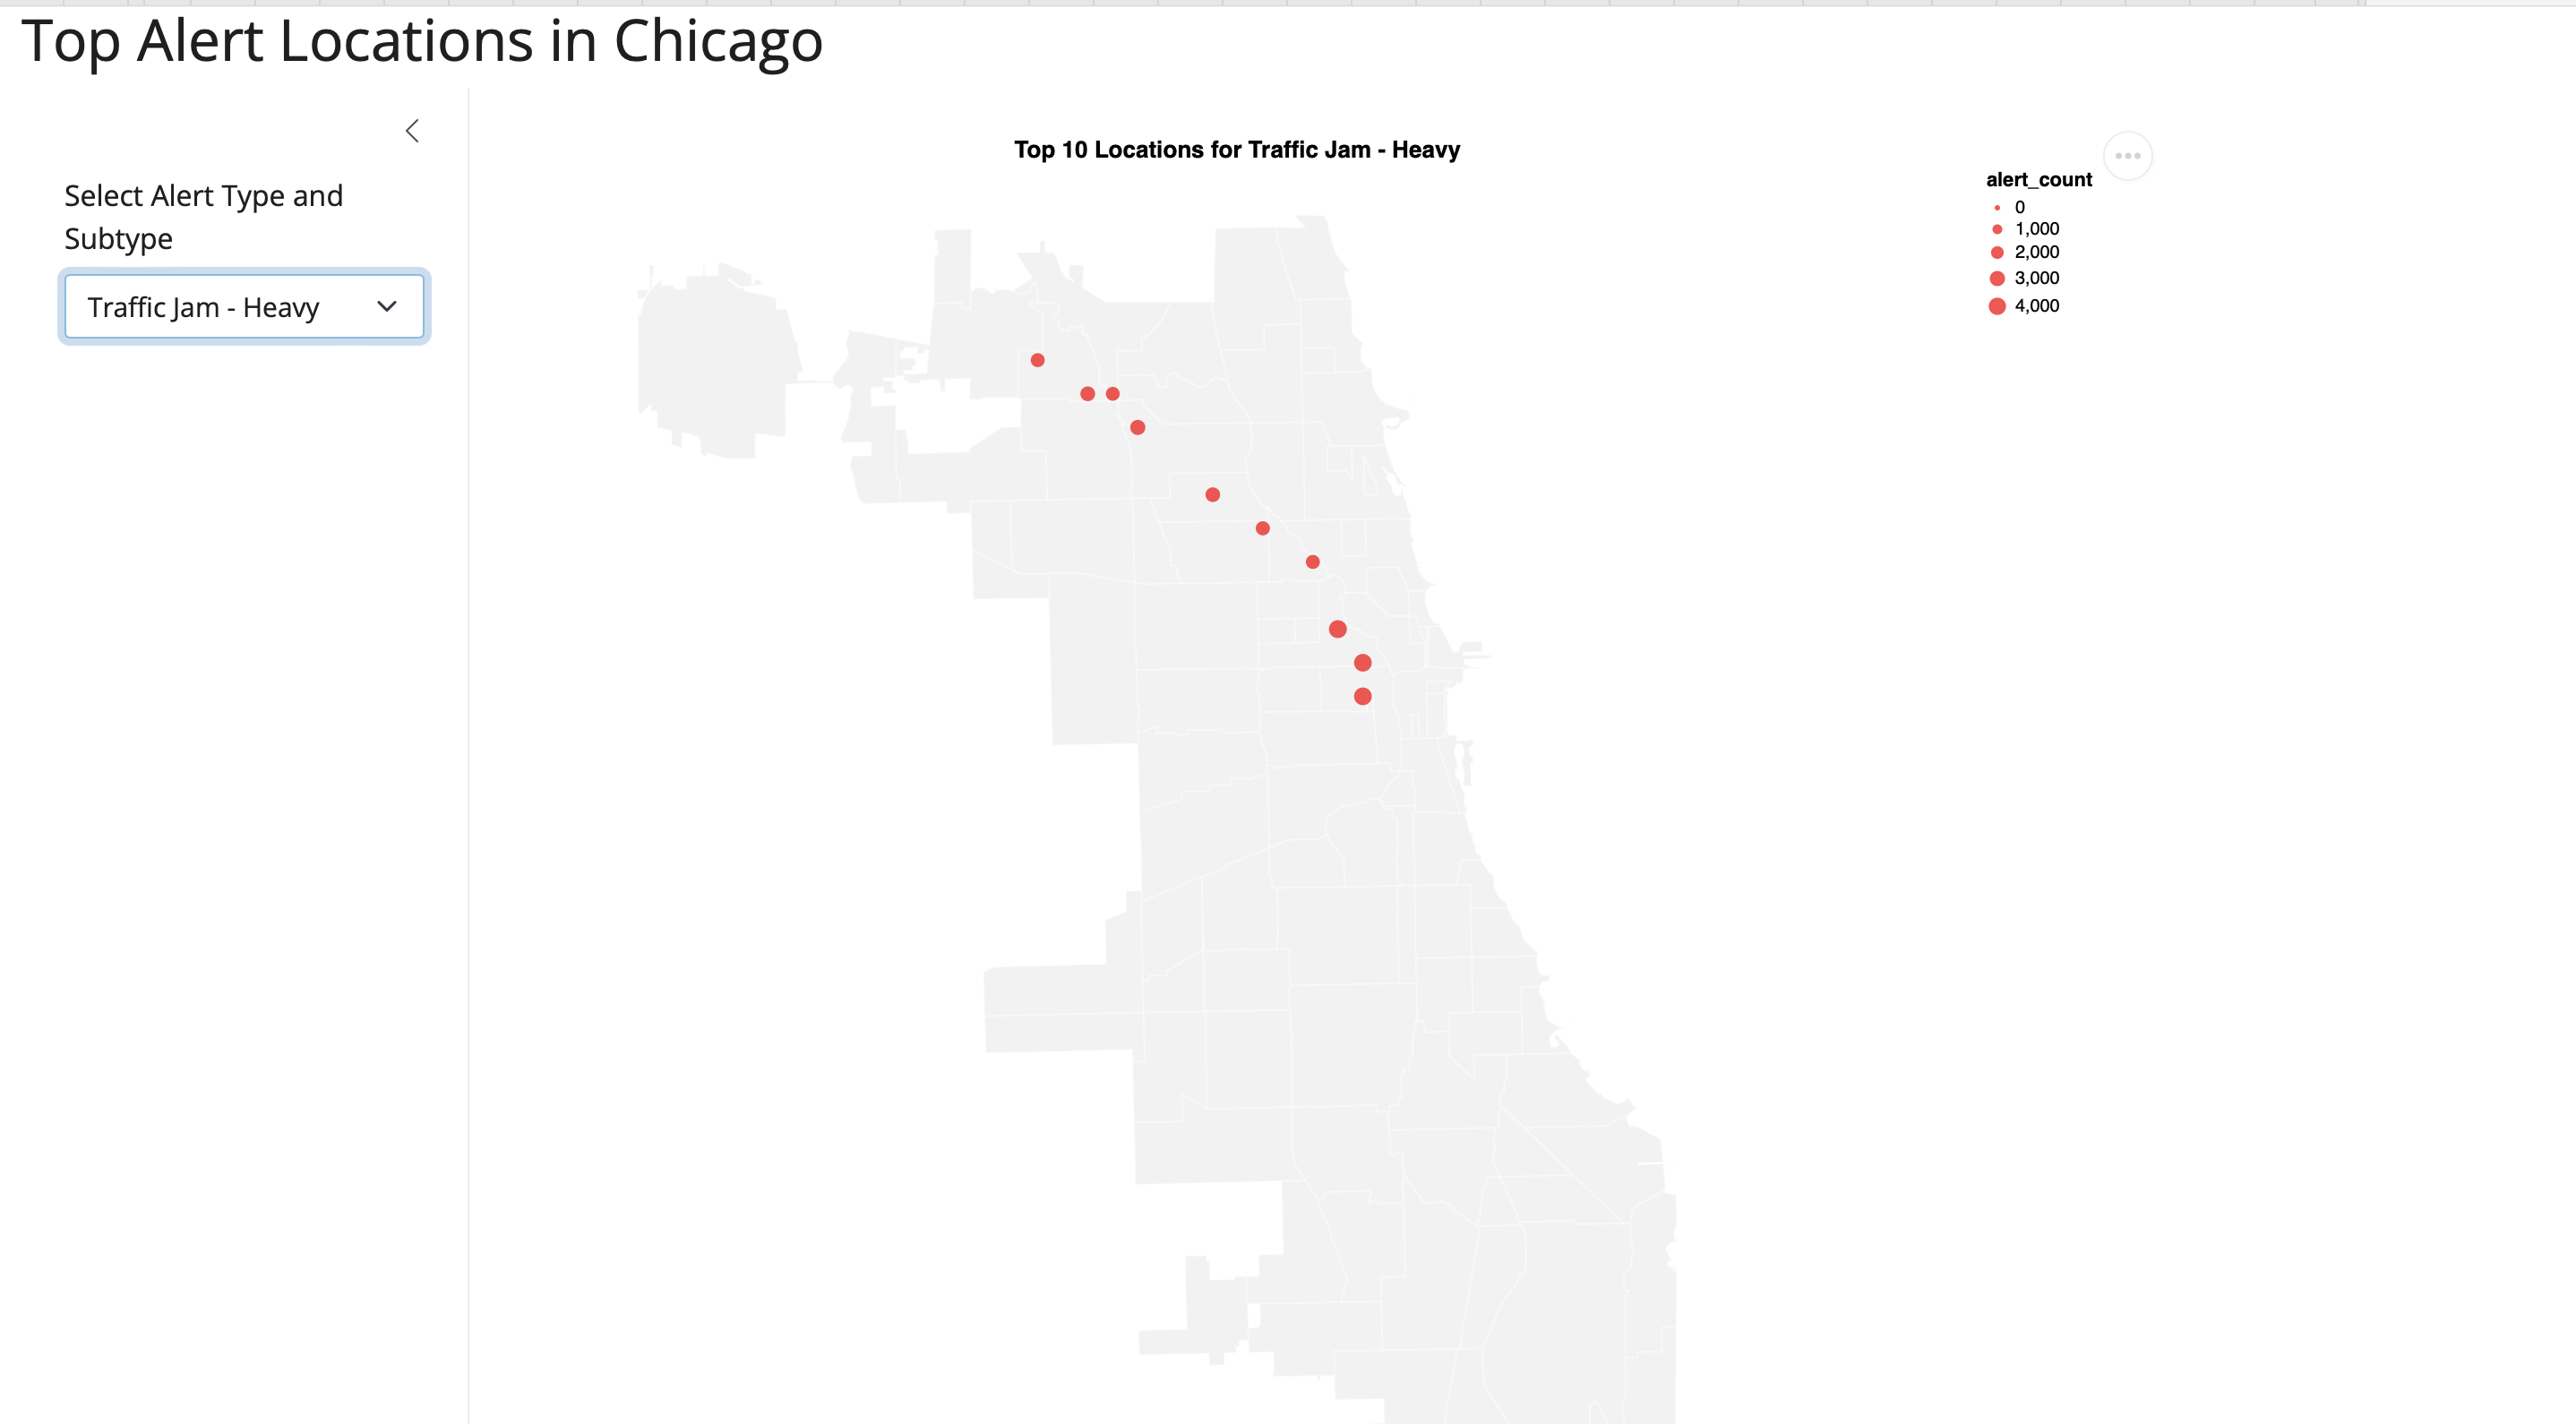 Top Alert Locations in Chicago
Select Alert Type and
Subtype
Traffic Jam - Heavy
Top 10 Locations for Traffic Jam - Heavy
alert_count
0
1,000
2,000
3,000
4,000